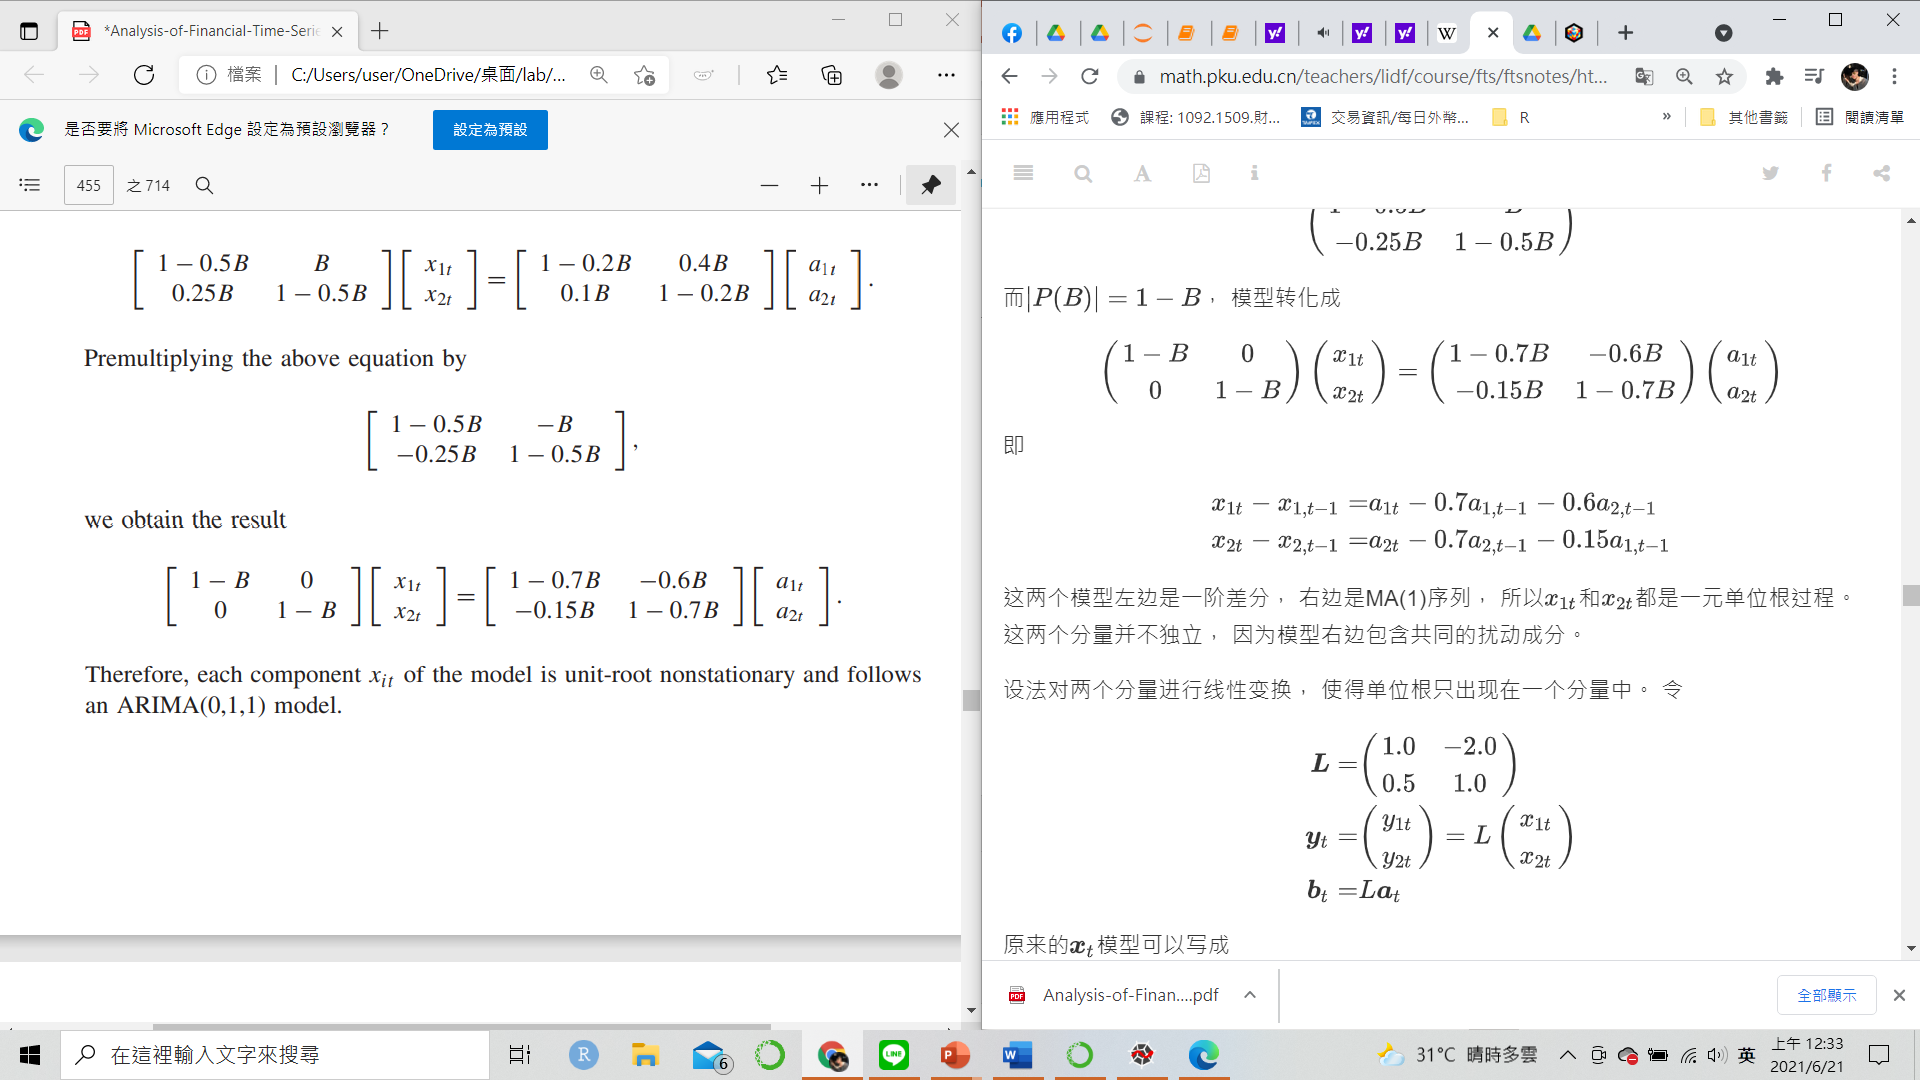 *Analysis-of-Financial-Time-Serie
檔案 | C:/Users/user/OneDrive/桌面/lab/...
是否要將 Microsoft Edge 設定為預設瀏覽器？ 設定為預設
455 之 714
[ 1 − 0.5B  B ] [ x1t ] = [ 1 − 0.2B  0.4B ] [ a1t ]
[ 0.25B  1 − 0.5B ] [ x2t ] [ 0.1B  1 − 0.2B ] [ a2t ] .
Premultiplying the above equation by
[ 1 − 0.5B  −B ]
[ −0.25B  1 − 0.5B ] ,
we obtain the result
[ 1 − B  0 ] [ x1t ] = [ 1 − 0.7B  −0.6B ] [ a1t ]
[ 0  1 − B ] [ x2t ] [ −0.15B  1 − 0.7B ] [ a2t ] .
Therefore, each component xit of the model is unit-root nonstationary and follows
an ARIMA(0,1,1) model.
math.pku.edu.cn/teachers/lidf/course/fts/ftsnotes/ht...
應用程式 課程: 1092.1509.財... 交易資訊/每日外幣... R » 其他書籤 閱讀清單
( −0.25B  1 − 0.5B )
而|P(B)| = 1 − B， 模型转化成
( 1 − B  0 ) ( x1t ) = ( 1 − 0.7B  −0.6B ) ( a1t )
( 0  1 − B ) ( x2t ) ( −0.15B  1 − 0.7B ) ( a2t )
即
x1t − x1,t−1 =a1t − 0.7a1,t−1 − 0.6a2,t−1
x2t − x2,t−1 =a2t − 0.7a2,t−1 − 0.15a1,t−1
这两个模型左边是一阶差分， 右边是MA(1)序列， 所以x1t和x2t都是一元单位根过程。
这两个分量并不独立， 因为模型右边包含共同的扰动成分。
设法对两个分量进行线性变换， 使得单位根只出现在一个分量中。 令
L = ( 1.0  −2.0 )
( 0.5  1.0 )
yt = ( y1t ) = L ( x1t )
( y2t ) ( x2t )
bt =Lat
原来的xt模型可以写成
Analysis-of-Finan....pdf 全部顯示
在這裡輸入文字來搜尋
6
LINE
31°C 晴時多雲
英
上午 12:33
2021/6/21